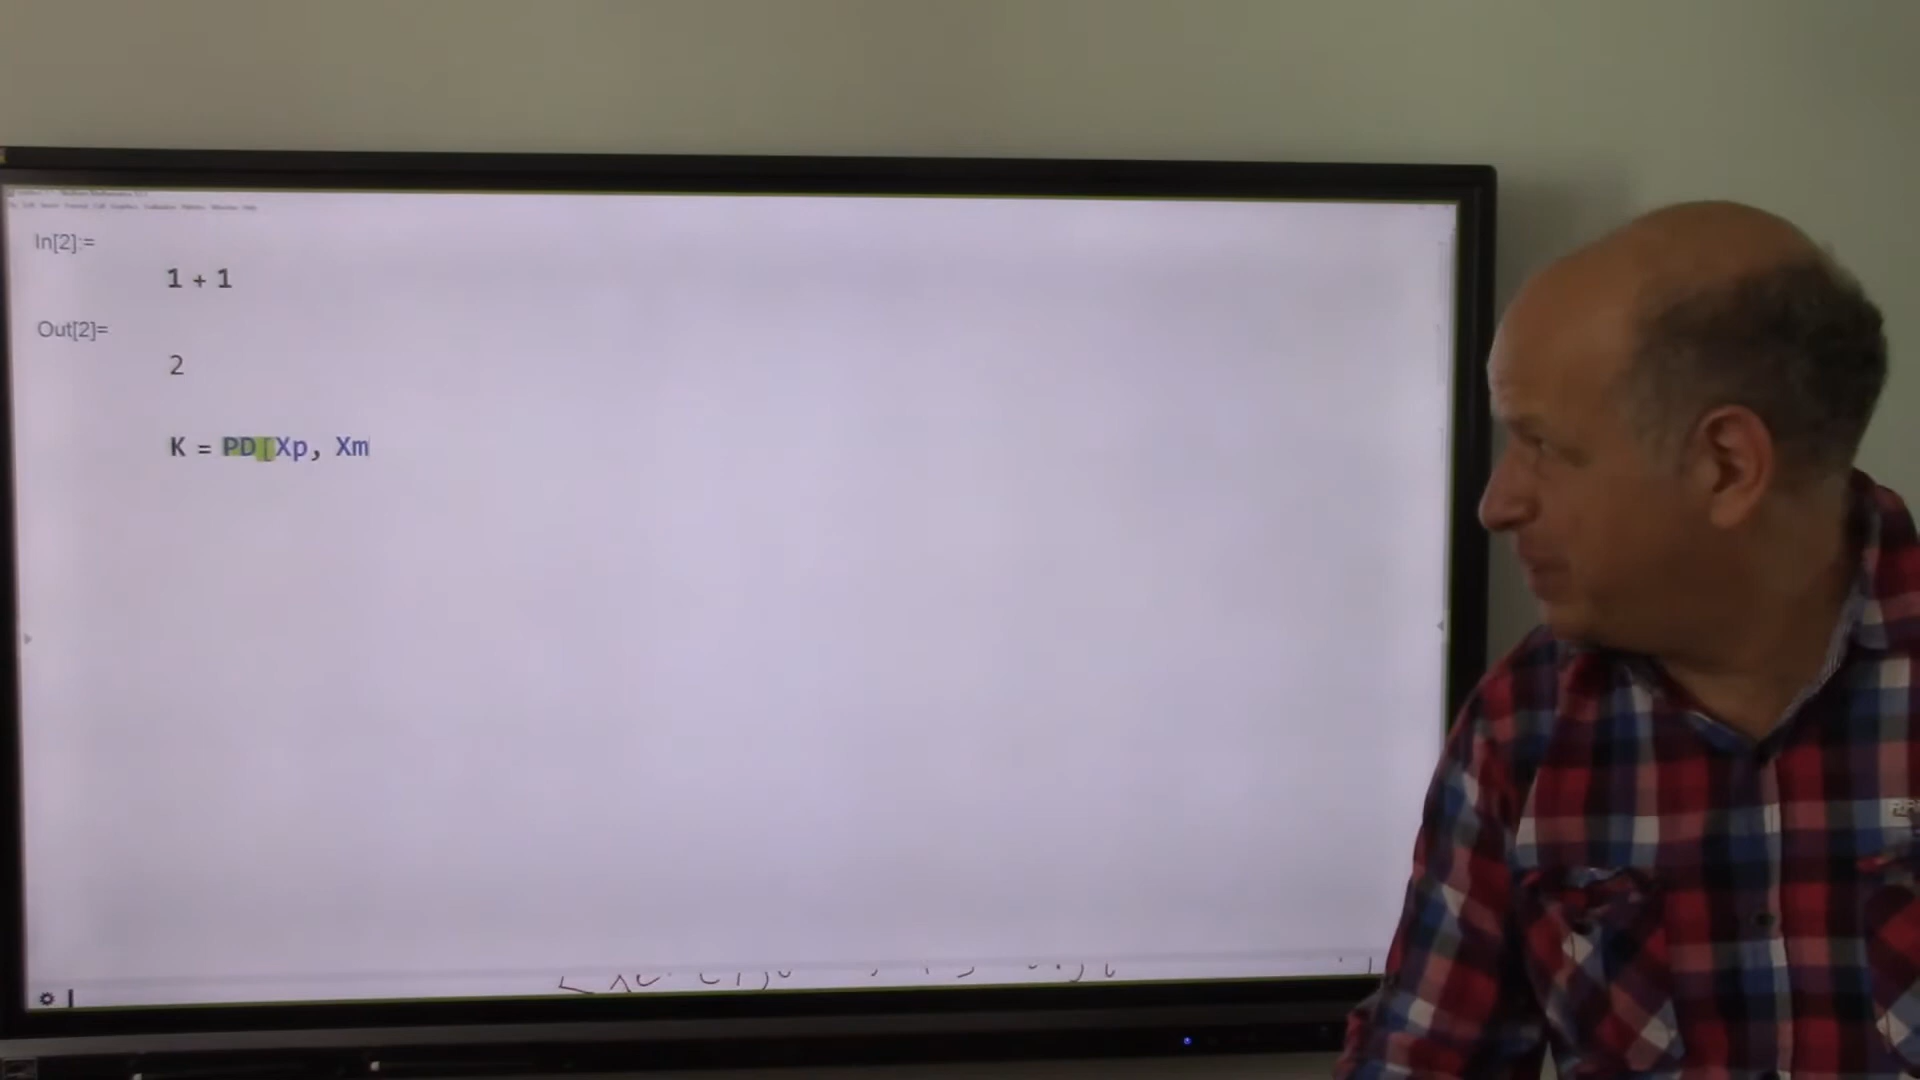 In[2]:=
1 + 1
Out[2]=
2
K = PD[Xp, Xm